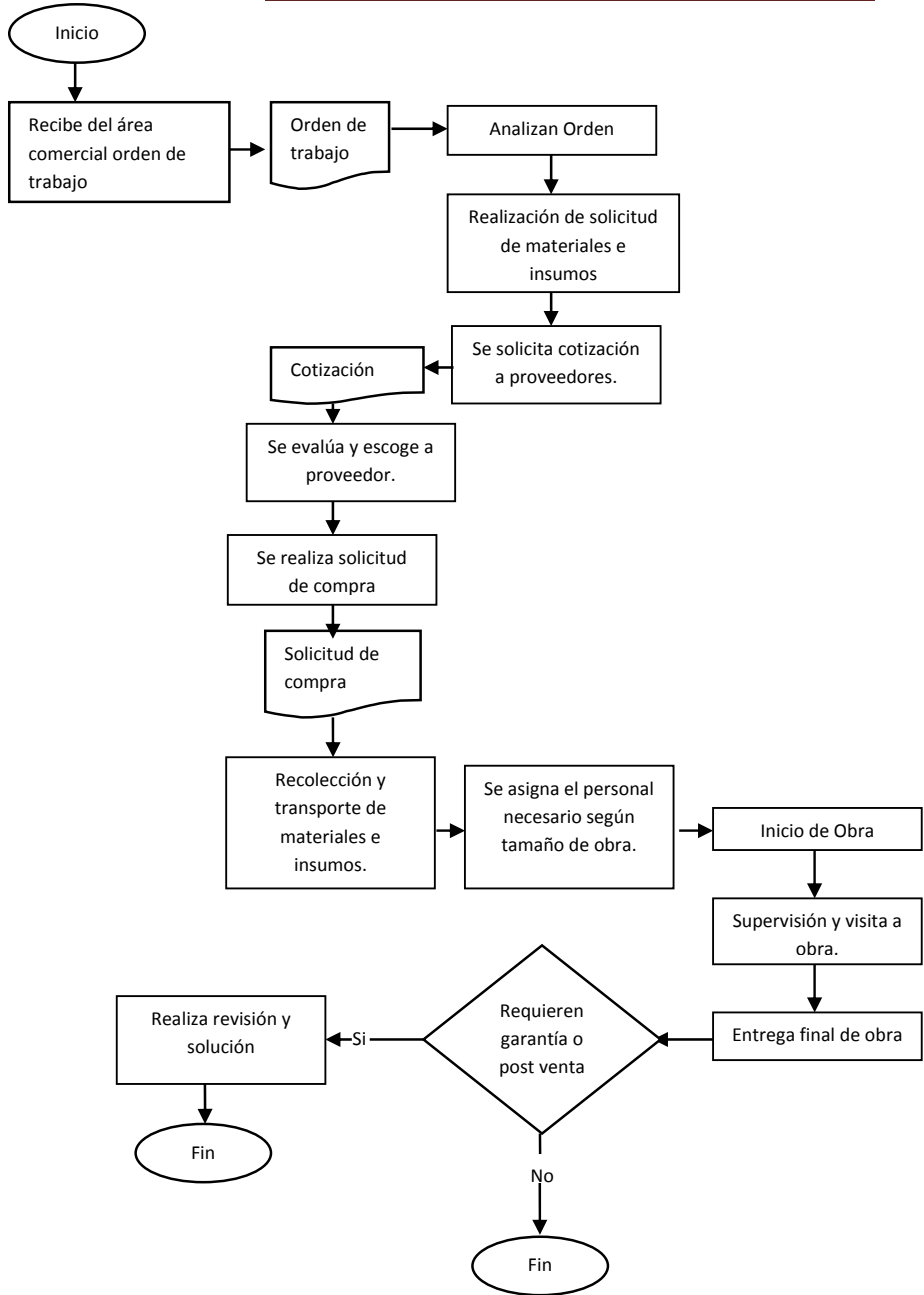 Inicio
Recibe del área
comercial orden de
trabajo
Orden de
trabajo
Analizan Orden
Realización de solicitud
de materiales e
insumos
Se solicita cotización
a proveedores.
Cotización
Se evalúa y escoge a
proveedor.
Se realiza solicitud
de compra
Solicitud de
compra
Recolección y
transporte de
materiales e
insumos.
Se asigna el personal
necesario según
tamaño de obra.
Inicio de Obra
Supervisión y visita a
obra.
Entrega final de obra
Requieren
garantía o
post venta
Si
Realiza revisión y
solución
Fin
No
Fin